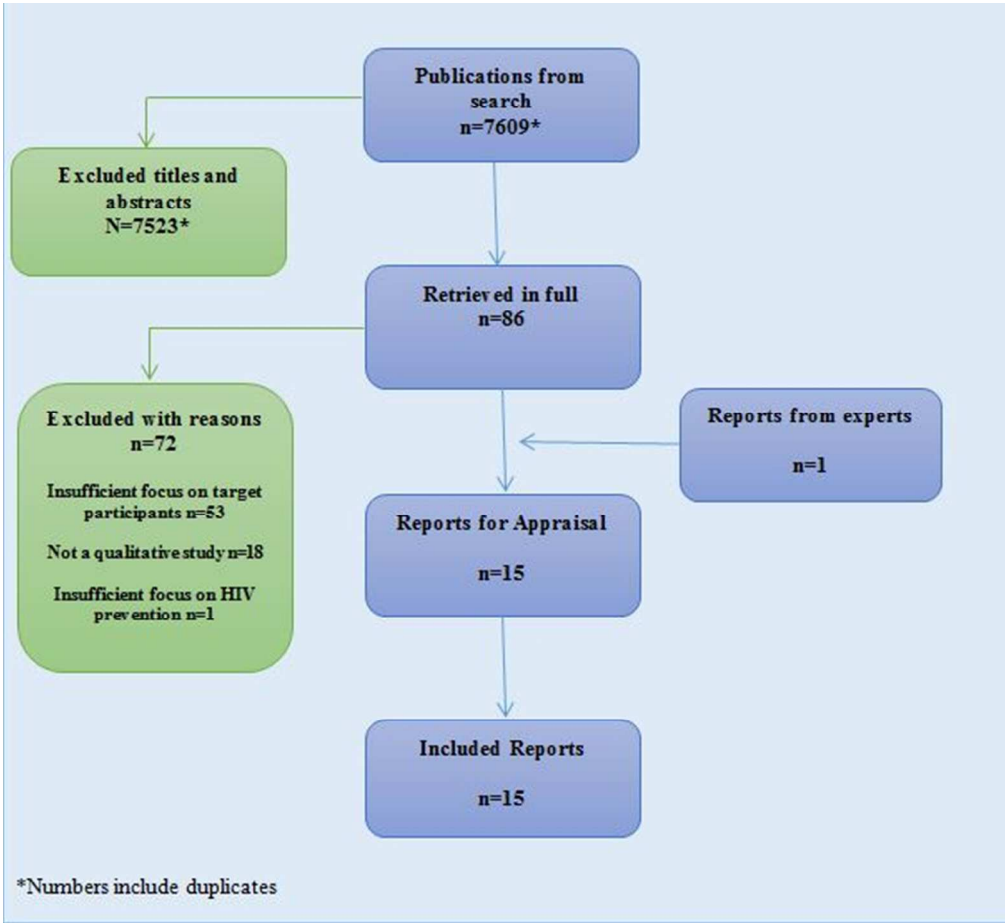 Publications from
search
n=7609*
Excluded titles and
abstracts
N=7523*
Retrieved in full
n=86
Excluded with reasons
n=72
Insufficient focus on target
participants n=53
Not a qualitative study n=18
Insufficient focus on HIV
prevention n=1
Reports from experts
n=1
Reports for Appraisal
n=15
Included Reports
n=15
*Numbers include duplicates